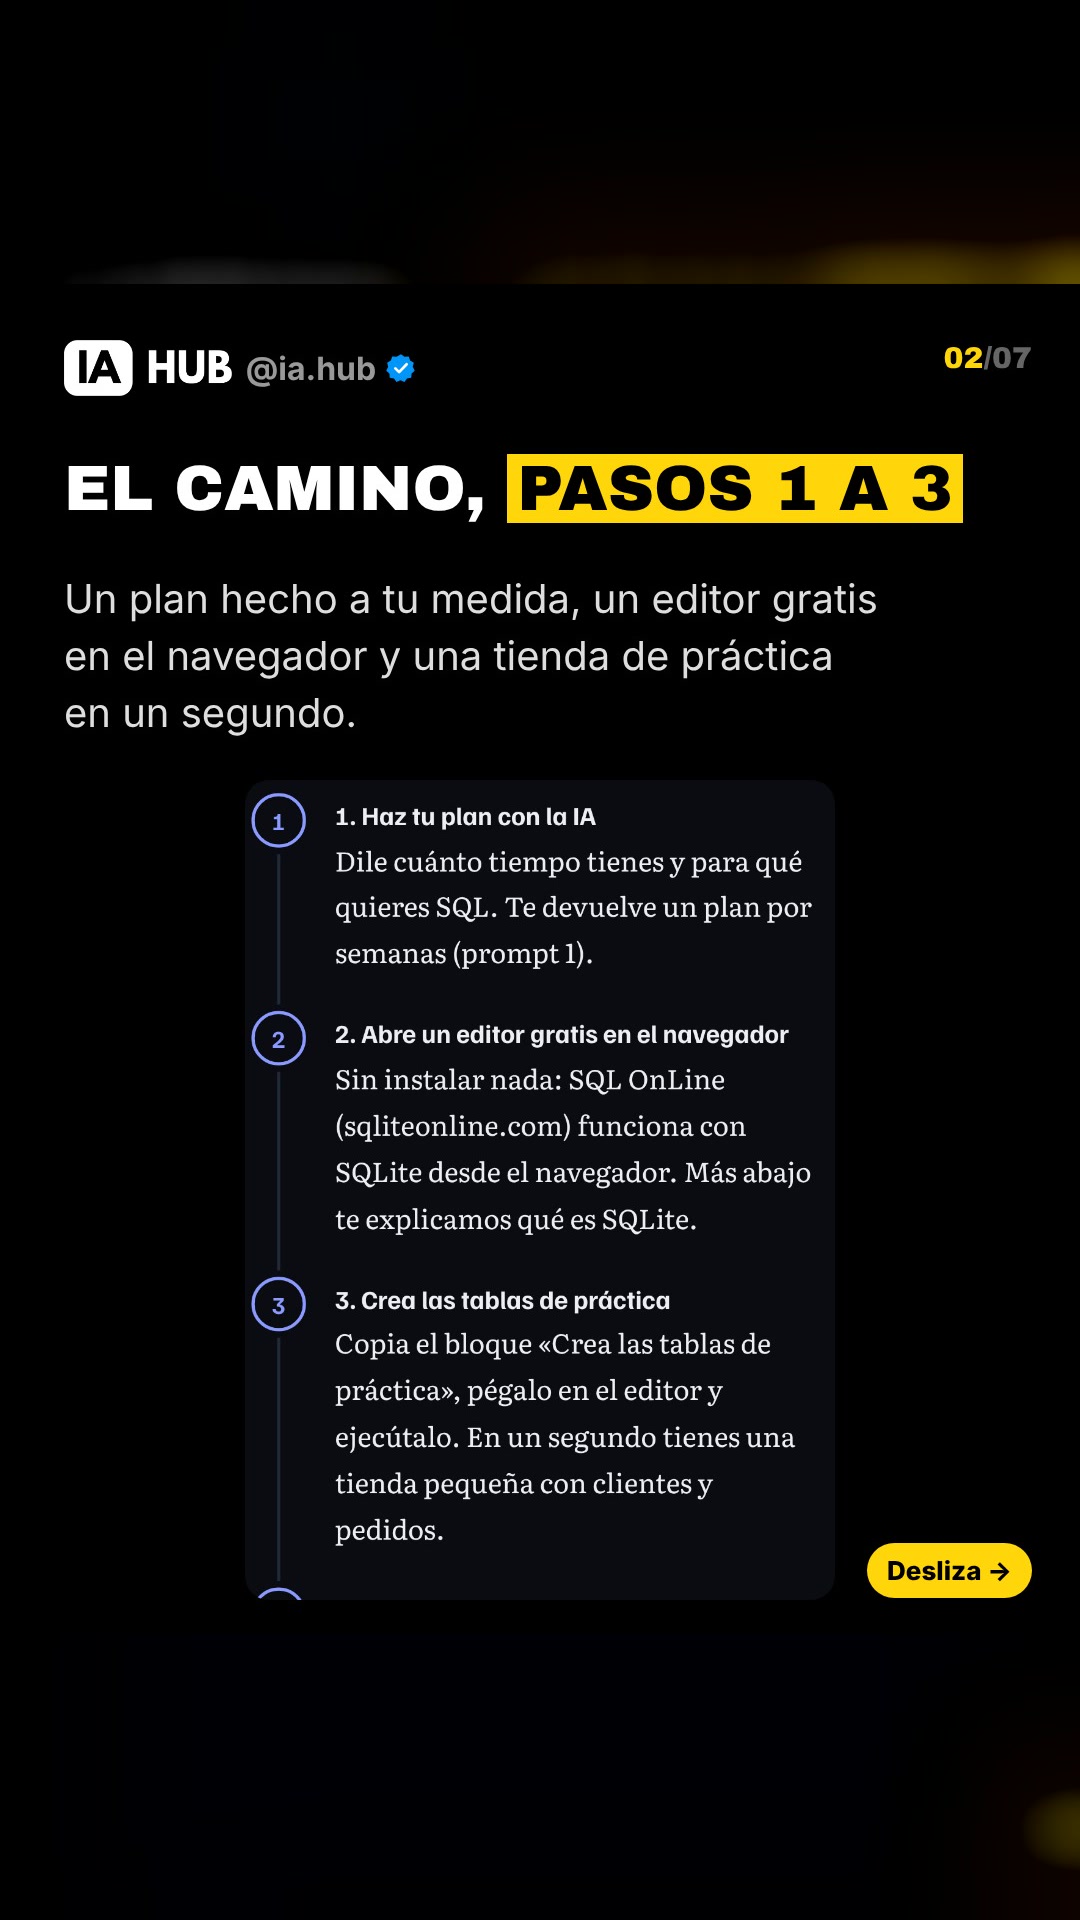 IA HUB @ia.hub
02/07
EL CAMINO, PASOS 1 A 3
Un plan hecho a tu medida, un editor gratis
en el navegador y una tienda de práctica
en un segundo.
1
1. Haz tu plan con la IA
Dile cuánto tiempo tienes y para qué
quieres SQL. Te devuelve un plan por
semanas (prompt 1).
2
2. Abre un editor gratis en el navegador
Sin instalar nada: SQL OnLine
(sqliteonline.com) funciona con
SQLite desde el navegador. Más abajo
te explicamos qué es SQLite.
3
3. Crea las tablas de práctica
Copia el bloque «Crea las tablas de
práctica», pégalo en el editor y
ejecútalo. En un segundo tienes una
tienda pequeña con clientes y
pedidos.
Desliza →